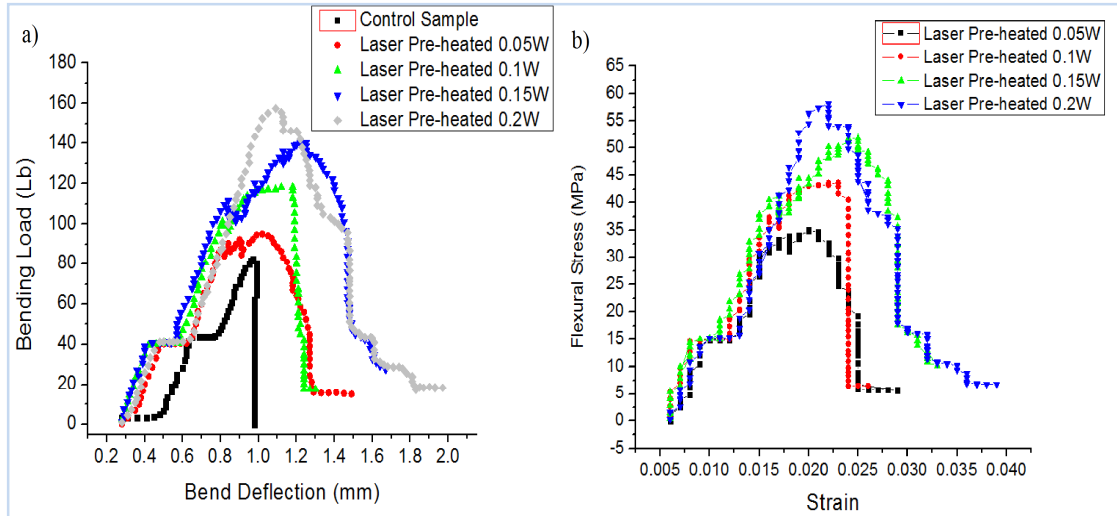 a)
Control Sample
Laser Pre-heated 0.05W
Laser Pre-heated 0.1W
Laser Pre-heated 0.15W
Laser Pre-heated 0.2W
180
160
140
120
100
80
60
40
20
0
Bending Load (Lb)
0.2 0.4 0.6 0.8 1.0 1.2 1.4 1.6 1.8 2.0 2.2
Bend Deflection (mm)
b)
Laser Pre-heated 0.05W
Laser Pre-heated 0.1W
Laser Pre-heated 0.15W
Laser Pre-heated 0.2W
65
60
55
50
45
40
35
30
25
20
15
10
5
0
-5
Flexural Stress (MPa)
0.005 0.010 0.015 0.020 0.025 0.030 0.035 0.040
Strain